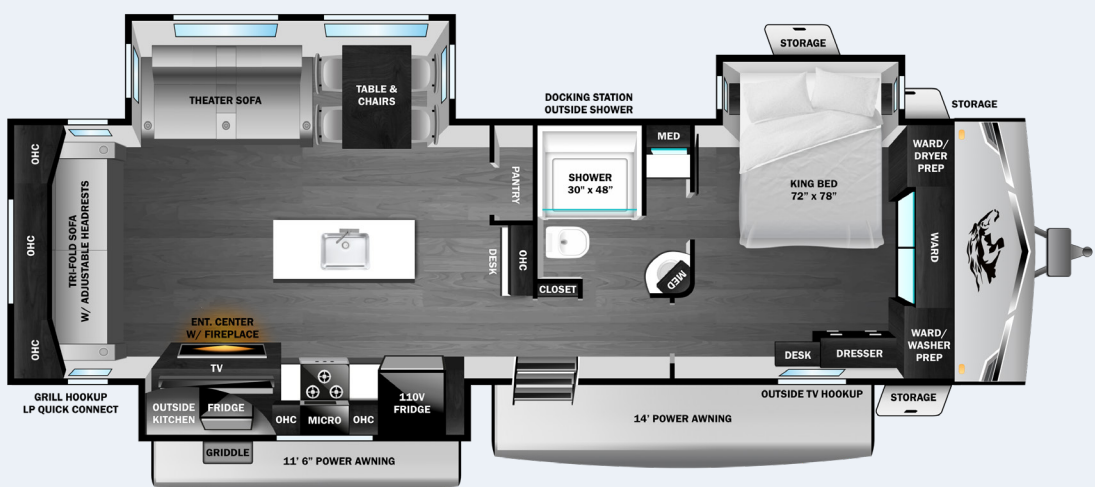 STORAGE
THEATER SOFA
TABLE &
CHAIRS
DOCKING STATION
OUTSIDE SHOWER
STORAGE
OHC
OHC
OHC
TRI-FOLD SOFA
W/ ADJUSTABLE HEADRESTS
PANTRY
SHOWER
30" x 48"
MED
KING BED
72" x 78"
WARD/
DRYER
PREP
WARD
DESK
OHC
CLOSET
MED
ENT. CENTER
W/ FIREPLACE
TV
WARD/
WASHER
PREP
DESK
DRESSER
GRILL HOOKUP
LP QUICK CONNECT
OUTSIDE
KITCHEN
FRIDGE
OHC
MICRO
OHC
110V
FRIDGE
OUTSIDE TV HOOKUP
STORAGE
14' POWER AWNING
GRIDDLE
11' 6" POWER AWNING